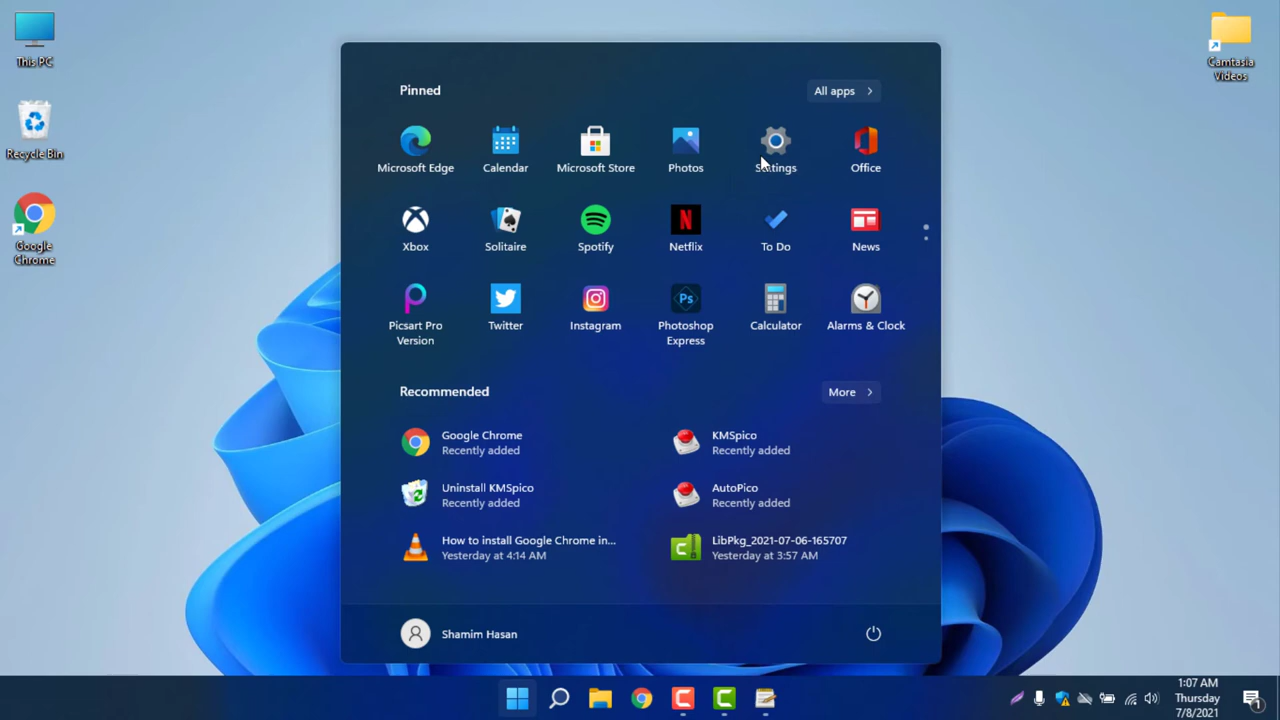 This PC
Recycle Bin
Google
Chrome
Camtasia
Videos
Pinned
All apps
Microsoft Edge
Calendar
Microsoft Store
Photos
Settings
Office
Xbox
Solitaire
Spotify
Netflix
To Do
News
Picsart Pro
Version
Twitter
Instagram
Ps
Photoshop
Express
Calculator
Alarms & Clock
Recommended
More
Google Chrome
Recently added
KMSpico
Recently added
Uninstall KMSpico
Recently added
AutoPico
Recently added
How to install Google Chrome in...
Yesterday at 4:14 AM
LibPkg_2021-07-06-165707
Yesterday at 3:57 AM
Shamim Hasan
1:07 AM
Thursday
7/8/2021
1